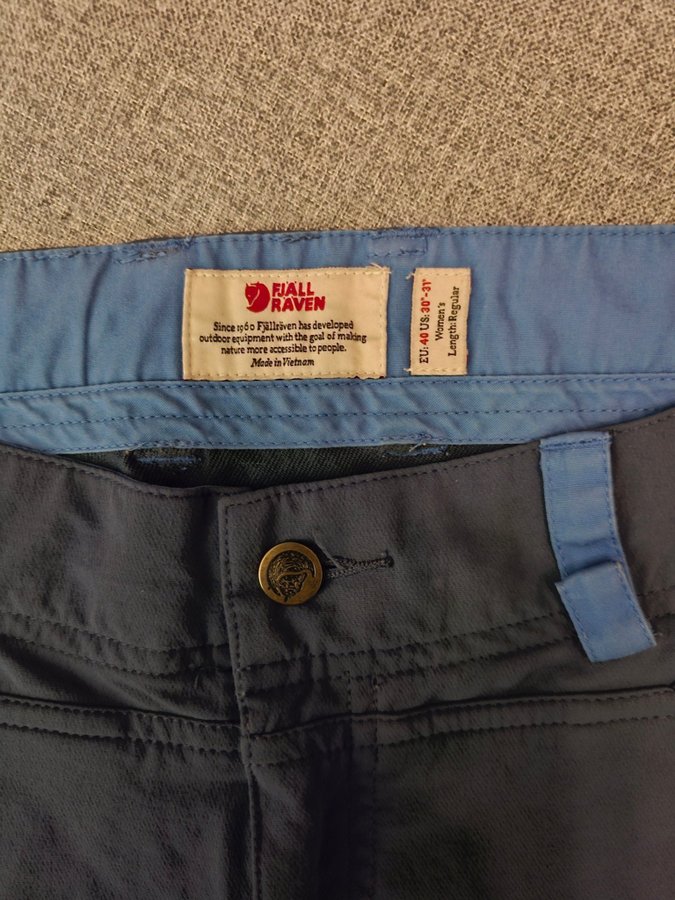 FJÄLL
RÄVEN
Since 1960 Fjällräven has developed
outdoor equipment with the goal of making
nature more accessible to people.
Made in Vietnam
EU: 40 US: 30"-31"
Women's
Length: Regular